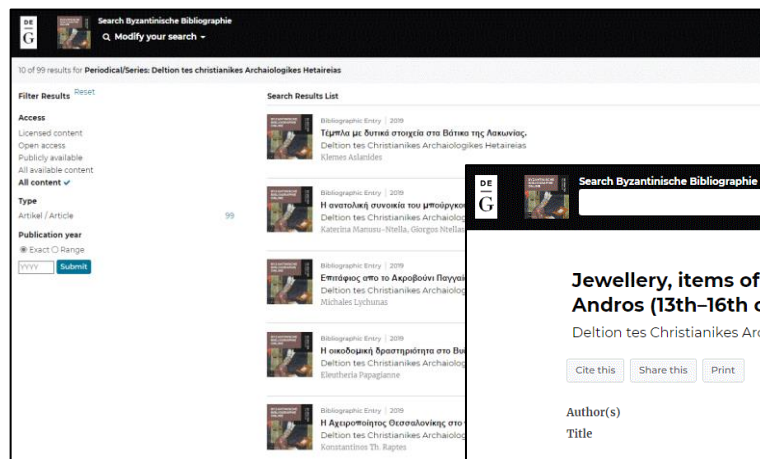 DE
G
Search Byzantinische Bibliographie
Modify your search
10 of 99 results for Periodical/Series: Deltion tes christianikes Archaiologikes Hetaireias
Filter Results Reset
Access
Licensed content
Open access
Publicly available
All available content
All content ✓
Type
Artikel / Article 99
Publication year
Exact Range
YYYY Submit
Search Results List
Bibliographic Entry | 2019
Τέμπλα με δυτικά στοιχεία στα Βάτικα της Λακωνίας.
Deltion tes Christianikes Archaiologikes Hetaireias
Klemes Aslanides
Bibliographic Entry | 2019
Η ανατολική συνοικία του μπούργκου
Deltion tes Christianikes Archaiolog
Katerina Manusu-Ntella, Giorgos Ntellas
Bibliographic Entry | 2019
Επιτάφιος απο το Ακροβούνι Παγγαί
Deltion tes Christianikes Archaiolog
Michales Lychunas
Bibliographic Entry | 2019
Η οικοδομική δραστηριότητα στο Βυ
Deltion tes Christianikes Archaiolog
Eleutheria Papagianne
Bibliographic Entry | 2019
Η Αχειροποίητος Θεσσαλονίκης στο
Deltion tes Christianikes Archaiolog
Konstantinos Th. Raptes
DE
G
Search Byzantinische Bibliographie
Jewellery, items of
Andros (13th–16th c
Deltion tes Christianikes Arc
Cite this Share this Print
Author(s)
Title